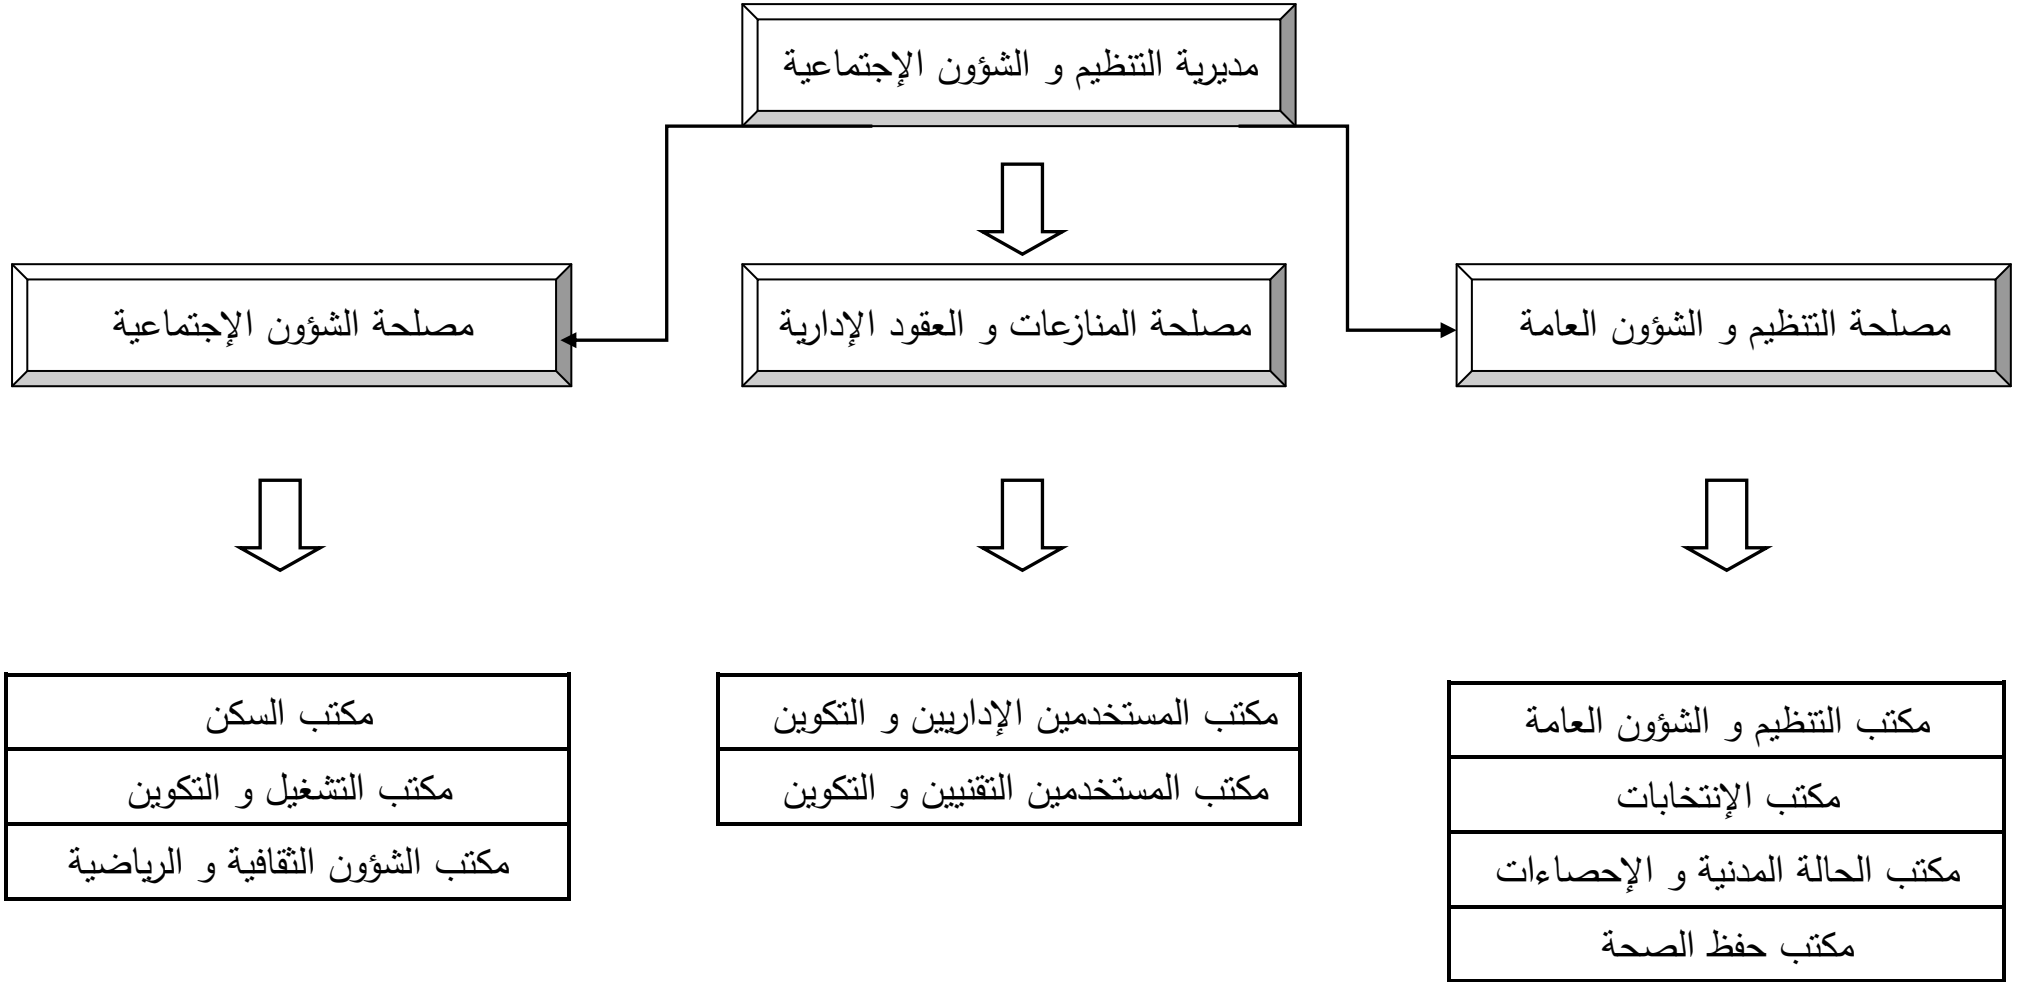 مديرية التنظيم و الشؤون الإجتماعية
مصلحة التنظيم و الشؤون العامة
مصلحة المنازعات و العقود الإدارية
مصلحة الشؤون الإجتماعية
مكتب التنظيم و الشؤون العامة
مكتب الإنتخابات
مكتب الحالة المدنية و الإحصاءات
مكتب حفظ الصحة
مكتب المستخدمين الإداريين و التكوين
مكتب المستخدمين التقنيين و التكوين
مكتب السكن
مكتب التشغيل و التكوين
مكتب الشؤون الثقافية و الرياضية